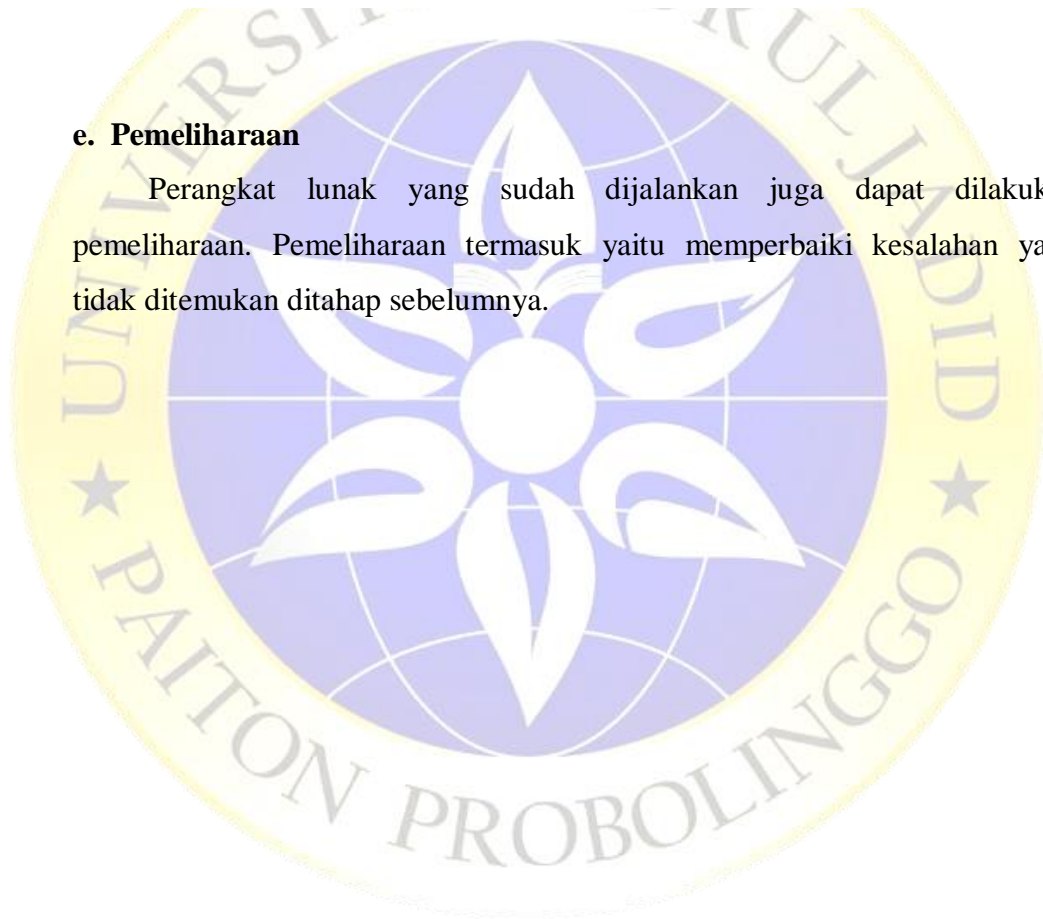 e. Pemeliharaan
Perangkat lunak yang sudah dijalankan juga dapat dilakuk
pemeliharaan. Pemeliharaan termasuk yaitu memperbaiki kesalahan ya
tidak ditemukan ditahap sebelumnya.
JADID
★ PAITON PROBOLINGGO ★